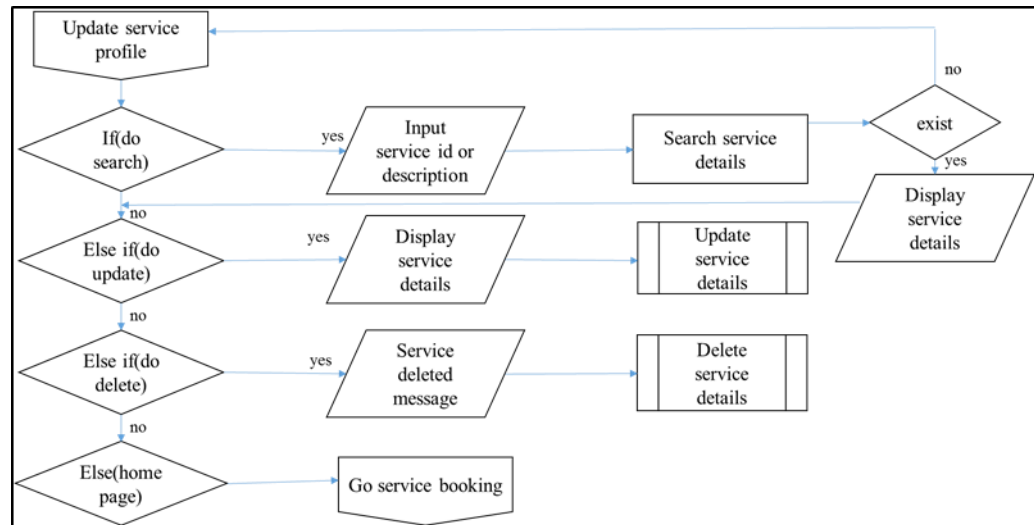 Update service
profile
no
If(do
search)
yes
Input
service id or
description
Search service
details
exist
yes
no
Display
service
details
Else if(do
update)
yes
Display
service
details
Update
service
details
no
Else if(do
delete)
yes
Service
deleted
message
Delete
service
details
no
Else(home
page)
Go service booking